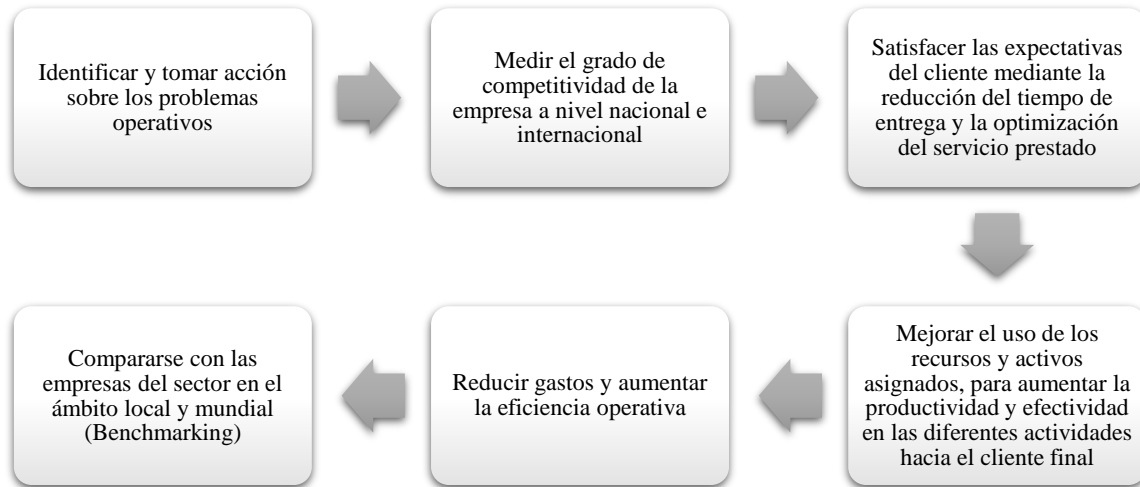 Identificar y tomar acción
sobre los problemas
operativos
Medir el grado de
competitividad de la
empresa a nivel nacional e
internacional
Satisfacer las expectativas
del cliente mediante la
reducción del tiempo de
entrega y la optimización
del servicio prestado
Mejorar el uso de los
recursos y activos
asignados, para aumentar la
productividad y efectividad
en las diferentes actividades
hacia el cliente final
Reducir gastos y aumentar
la eficiencia operativa
Compararse con las
empresas del sector en el
ámbito local y mundial
(Benchmarking)